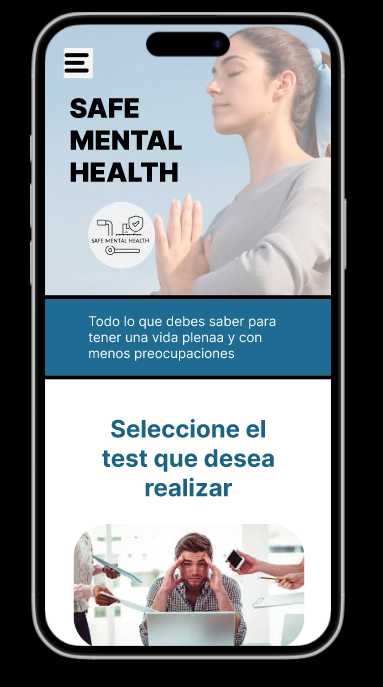 SAFE
MENTAL
HEALTH
SAFE MENTAL HEALTH
Todo lo que debes saber para
tener una vida plenaa y con
menos preocupaciones
Seleccione el
test que desea
realizar